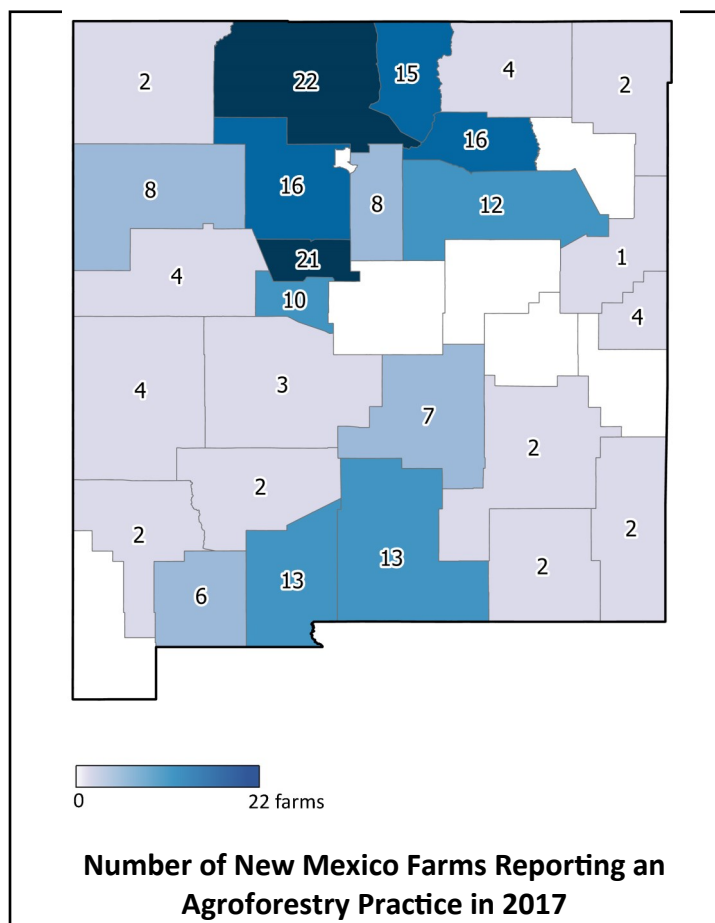 2 22 15 4 2
16
8 16 8 12
1
4 21
10 4
4 3
7
2 2
2 2
13 13 2
6
0 22 farms
Number of New Mexico Farms Reporting an
Agroforestry Practice in 2017